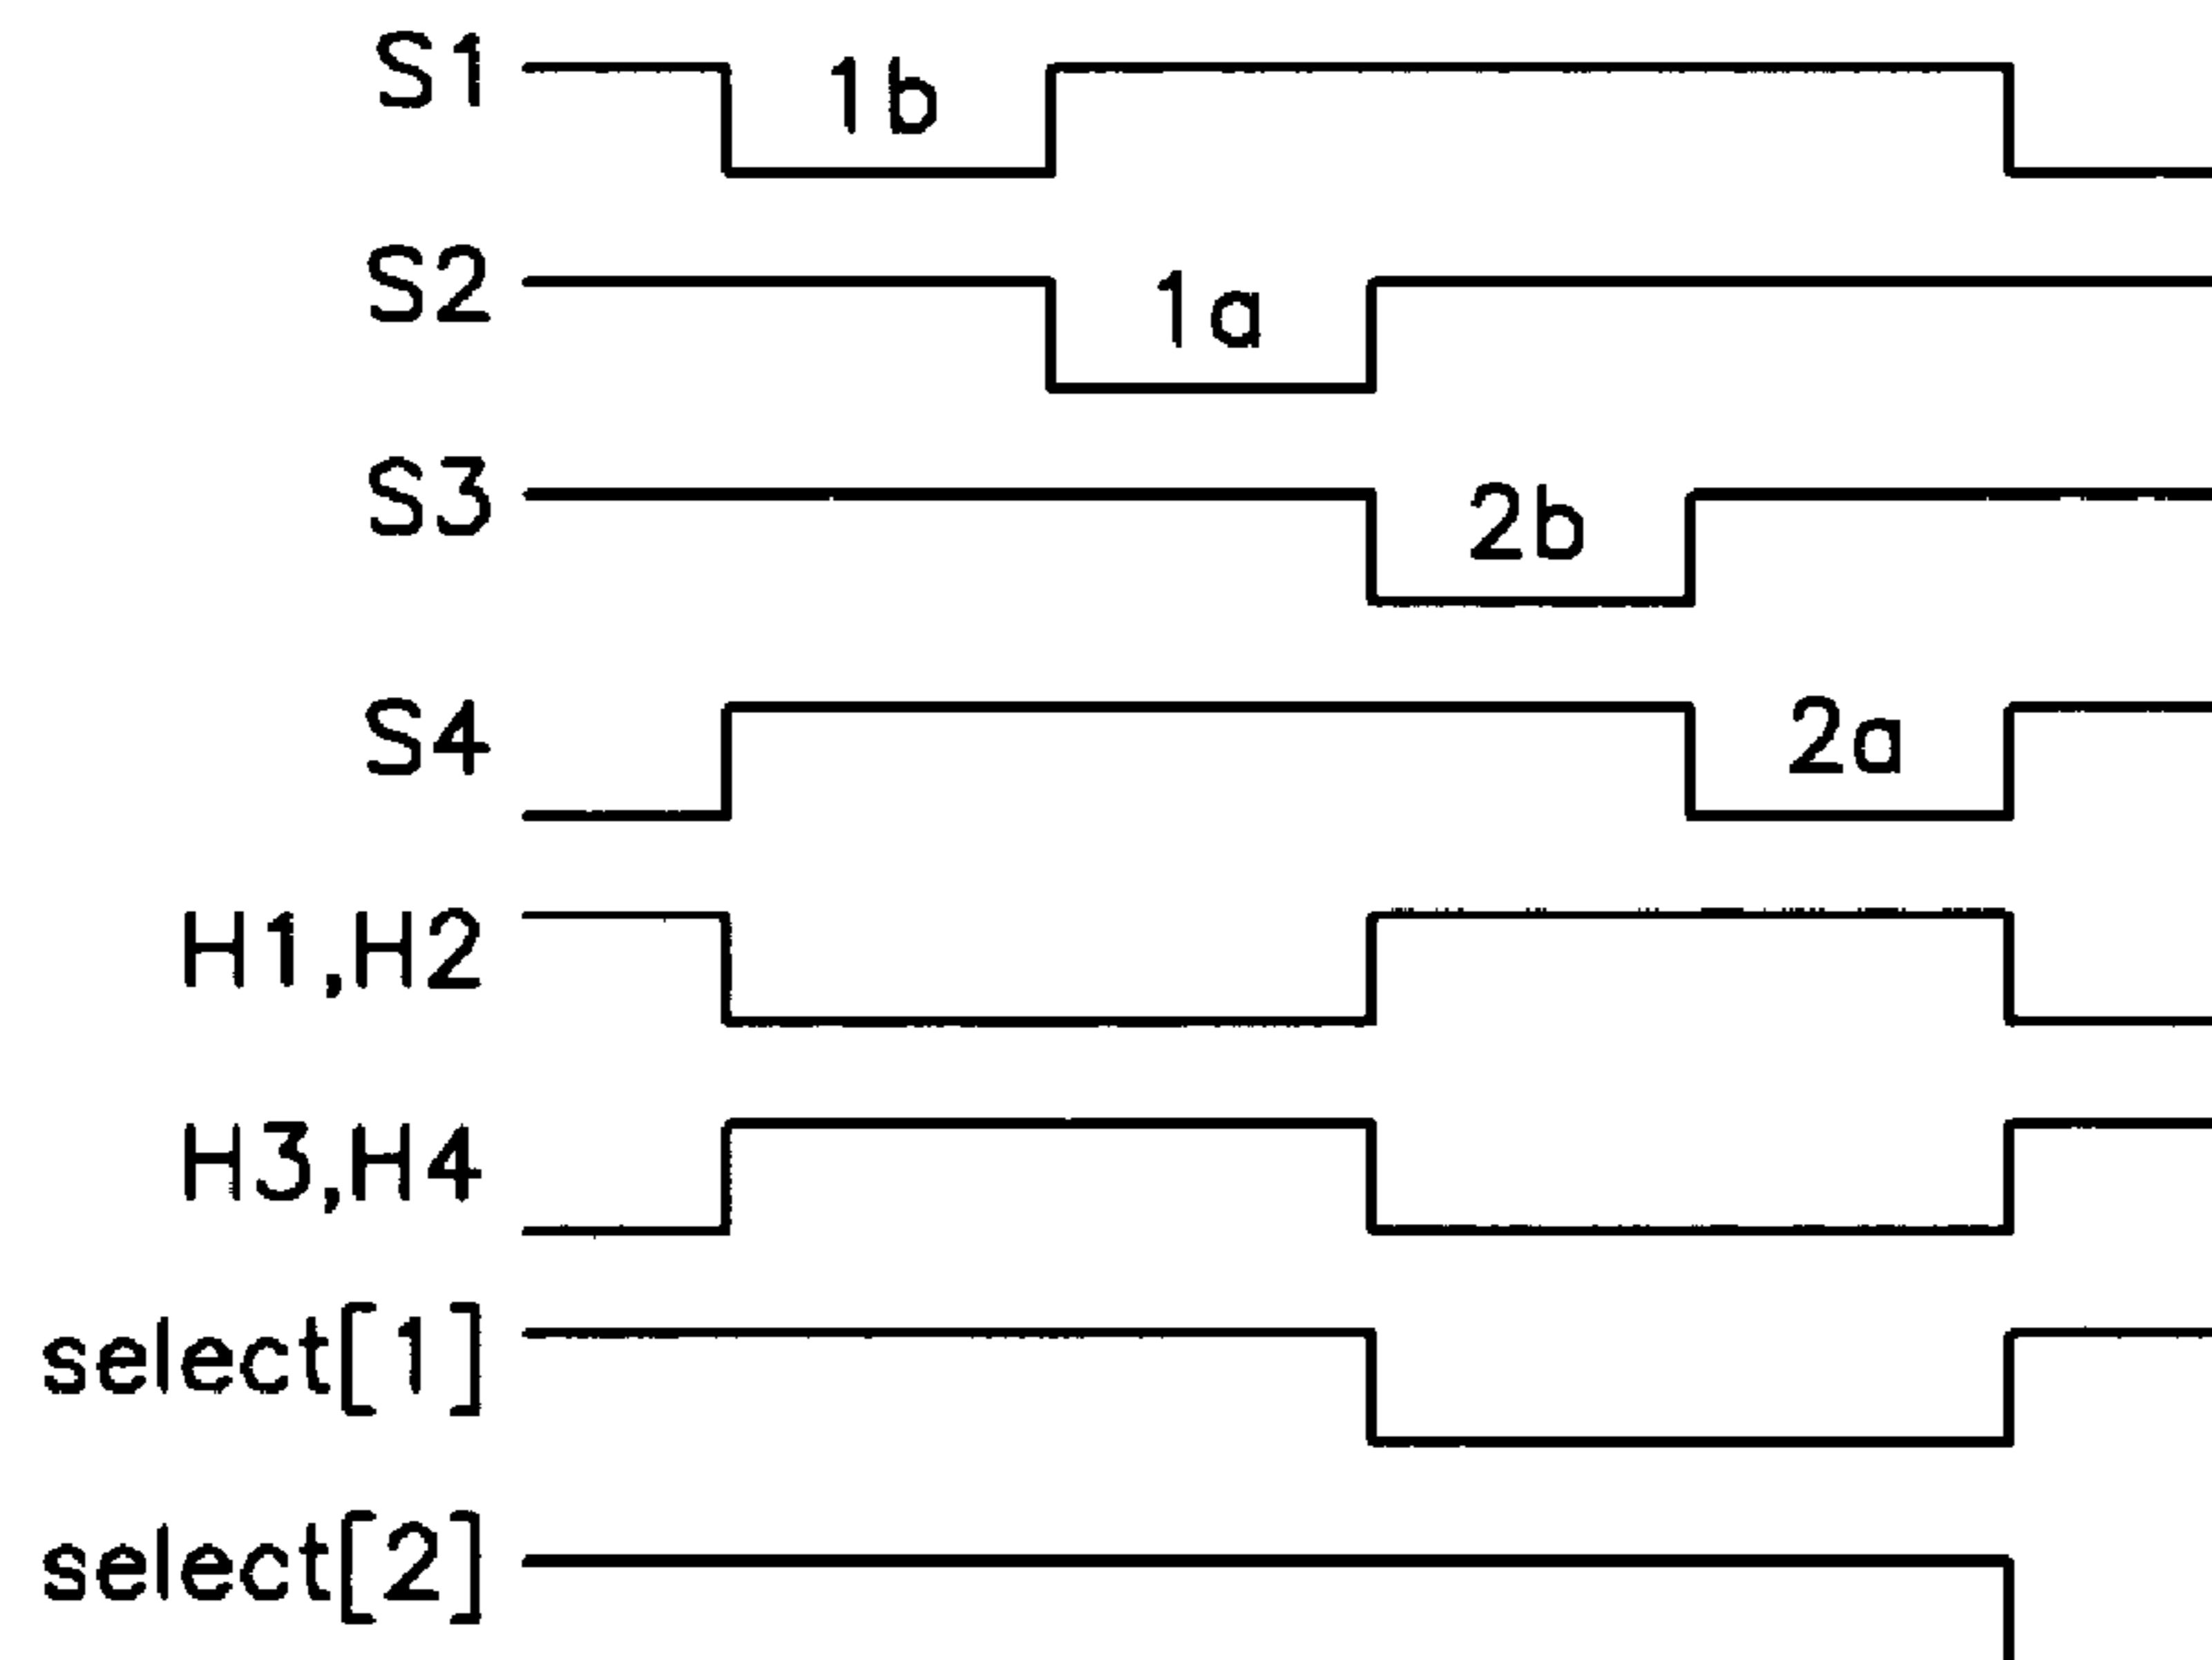 S1 1b
S2 1a
S3 2b
S4 2a
H1,H2
H3,H4
select[1]
select[2]